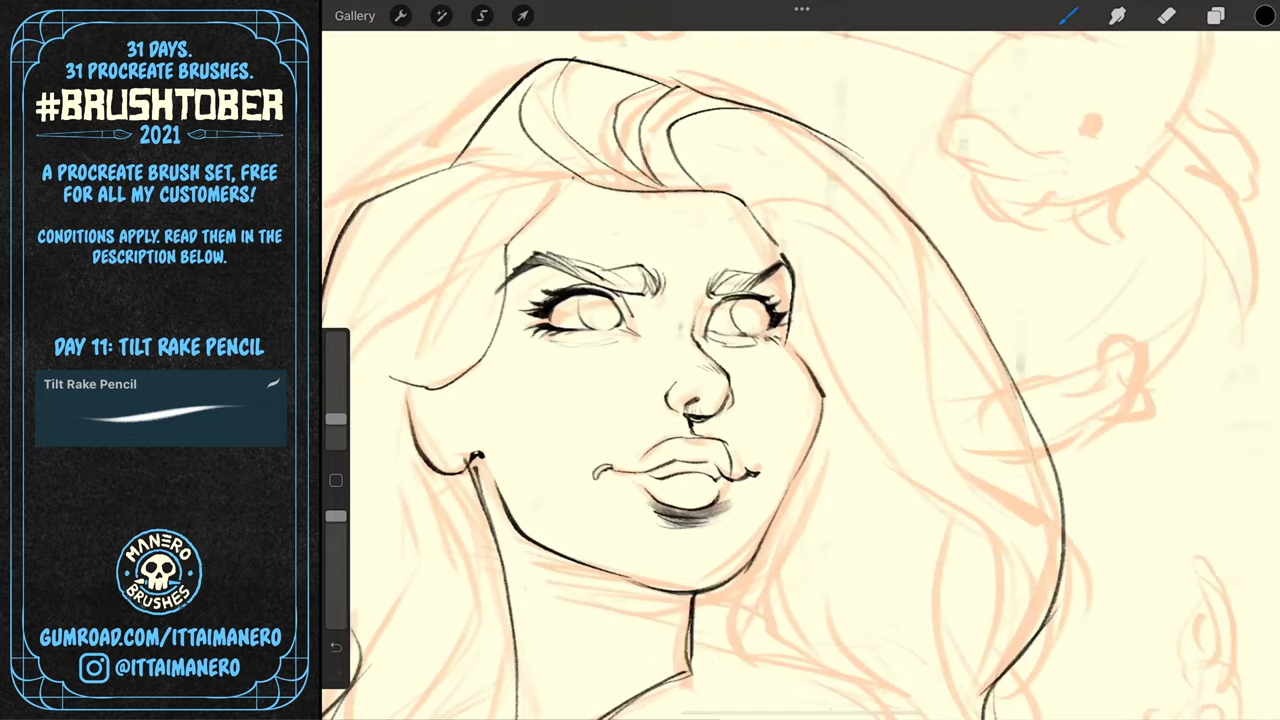 31 DAYS.
31 PROCREATE BRUSHES.
#BRUSHTOBER
2021
A PROCREATE BRUSH SET, FREE
FOR ALL MY CUSTOMERS!
CONDITIONS APPLY. READ THEM IN THE
DESCRIPTION BELOW.
DAY 11: TILT RAKE PENCIL
Tilt Rake Pencil
MANERO
BRUSHES
GUMROAD.COM/ITTAIMANERO
@ITTAIMANERO
Gallery